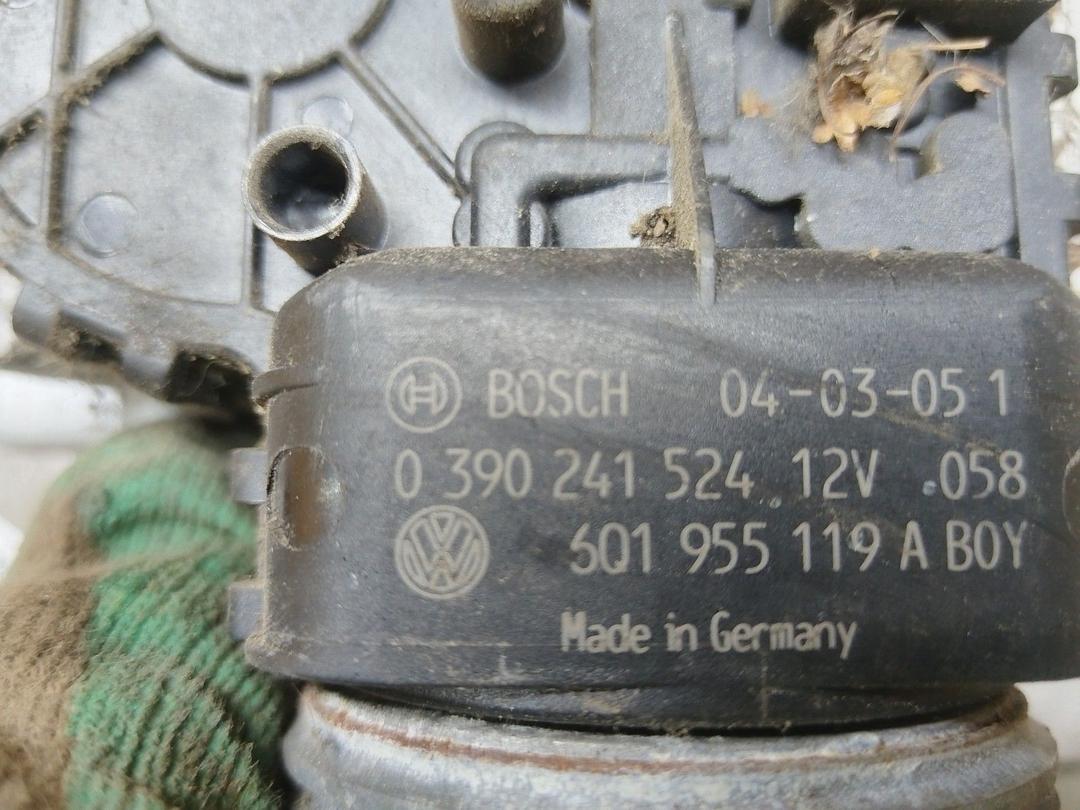 BOSCH 04-03-05 1
0 390 241 524 12V .058
6Q1 955 119 A BOY
Made in Germany